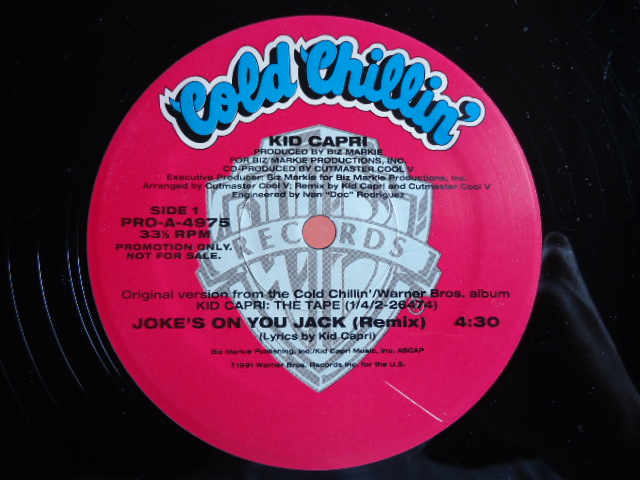 Cold Chillin'
KID CAPRI
PRODUCED BY BIZ MARKIE
FOR BIZ MARKIE PRODUCTIONS, INC.
CO-PRODUCED BY CUTMASTER COOL V
Executive Producer: Biz Markie for Biz Markie Productions, Inc.
Arranged by Cutmaster Cool V; Remix by Kid Capri and Cutmaster Cool V
Engineered by Ivan "Doc" Rodriguez
SIDE 1
PRO-A-4975
33⅓ RPM
PROMOTION ONLY.
NOT FOR SALE.
RECORDS
Original version from the Cold Chillin'/Warner Bros. album
KID CAPRI: THE TAPE (1/4/2-26474)
®
JOKE'S ON YOU JACK (Remix) 4:30
(Lyrics by Kid Capri)
Biz Markie Publishing, Inc./Kid Capri Music, Inc. ASCAP
℗1991 Warner Bros. Records Inc. for the U.S.